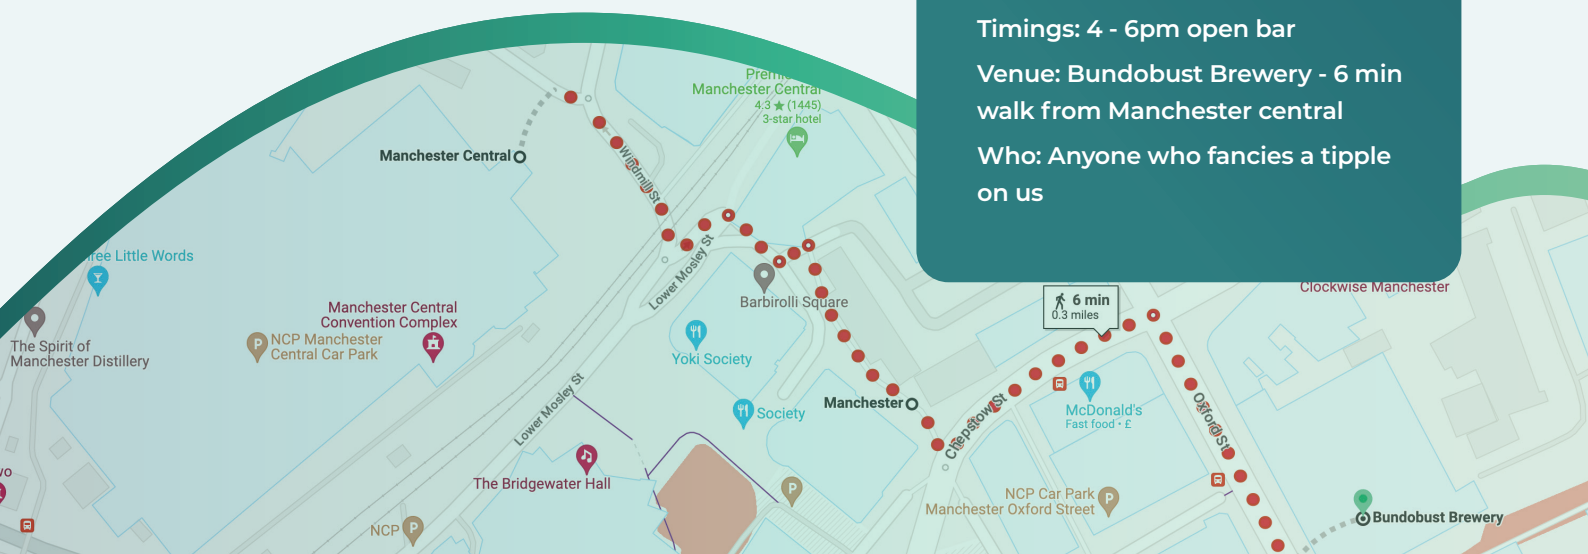 Timings: 4 - 6pm open bar
Venue: Bundobust Brewery - 6 min
walk from Manchester central
Who: Anyone who fancies a tipple
on us
Manchester Central
4.3 ★ (1445)
3-star hotel
Manchester Central
Windmill St
Little Words
Lower Mosley St
Barbirolli Square
Clockwise Manchester
6 min
0.3 miles
Manchester Central
Convention Complex
The Spirit of
Manchester Distillery
NCP Manchester
Central Car Park
Yoki Society
Manchester
Society
Chepstow St
McDonald's
Fast food • £
Oxford St
Lower Mosley St
The Bridgewater Hall
NCP Car Park
Manchester Oxford Street
NCP
Bundobust Brewery